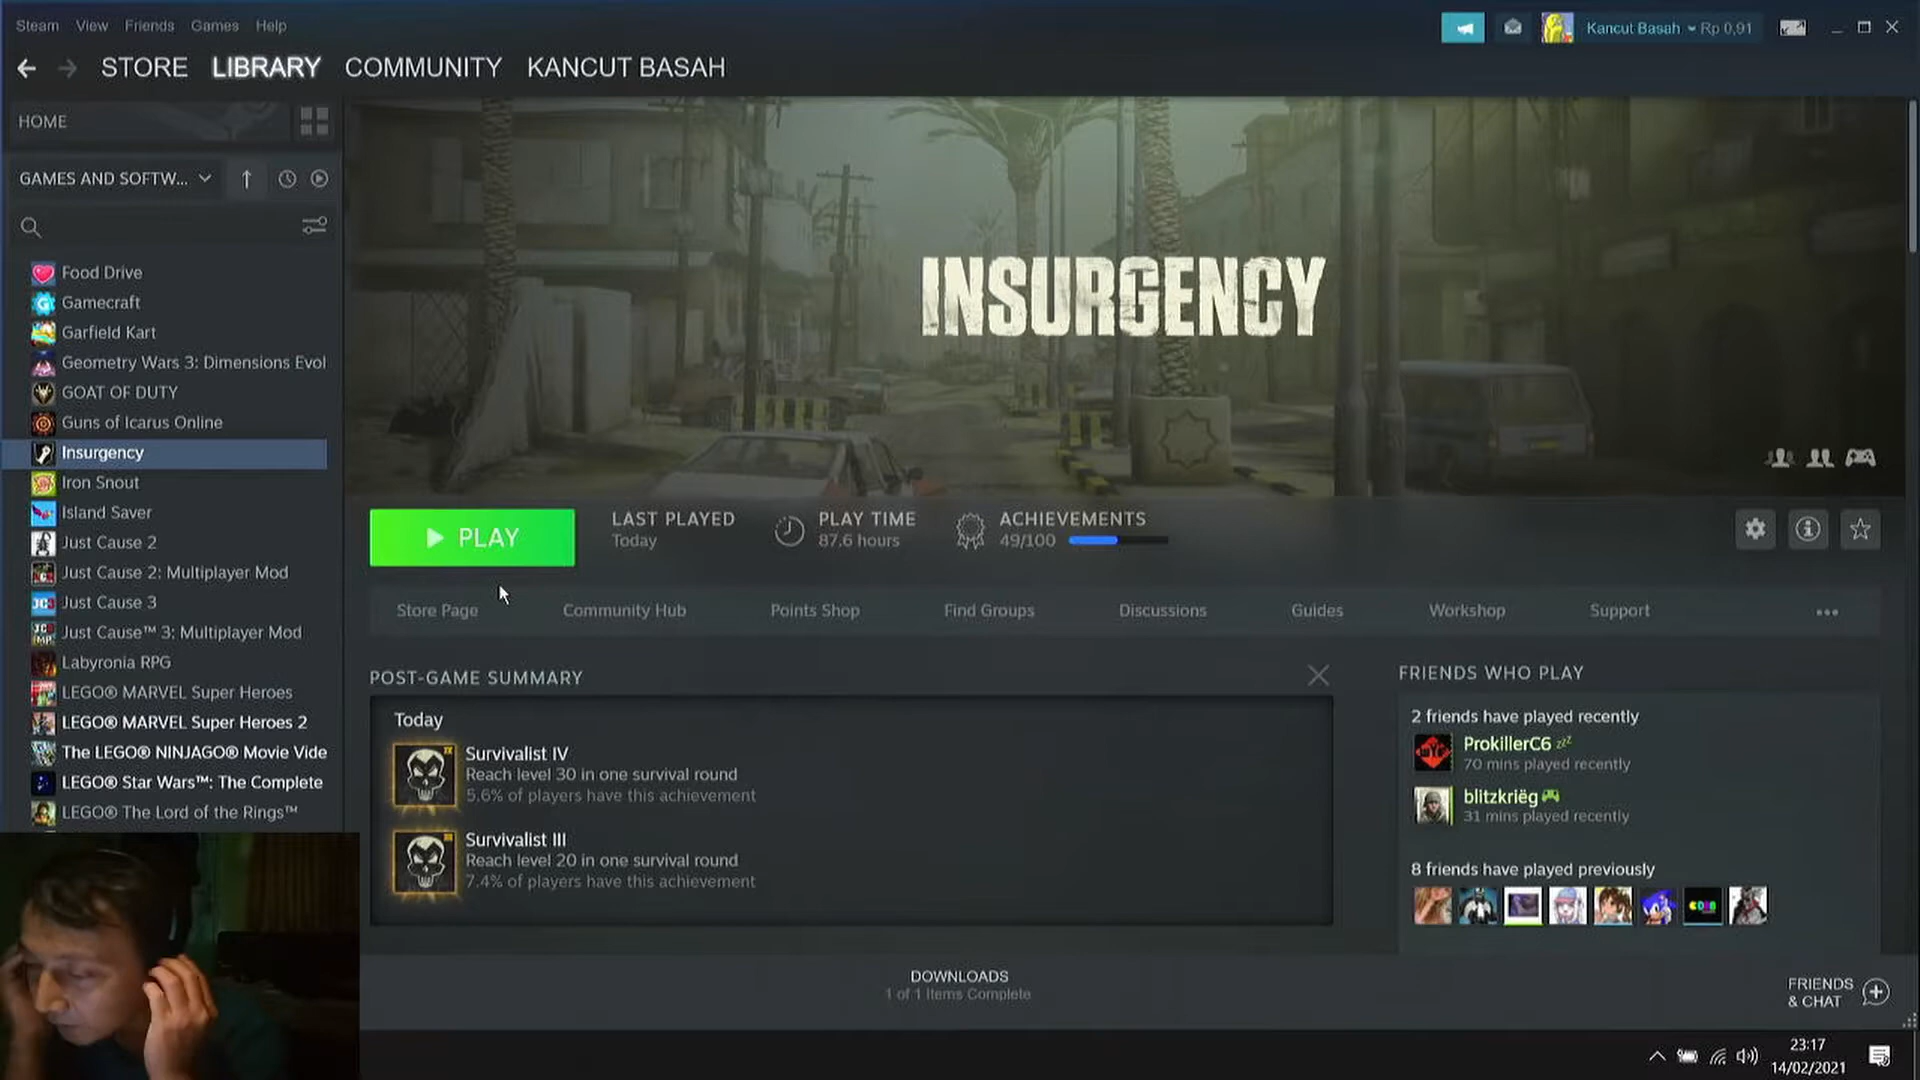 Steam View Friends Games Help
Kancut Basah Rp 0,91
STORE LIBRARY COMMUNITY KANCUT BASAH
HOME
GAMES AND SOFTW...
Food Drive
Gamecraft
Garfield Kart
Geometry Wars 3: Dimensions Evol
GOAT OF DUTY
Guns of Icarus Online
Insurgency
Iron Snout
Island Saver
Just Cause 2
Just Cause 2: Multiplayer Mod
Just Cause 3
Just Cause™ 3: Multiplayer Mod
Labyronia RPG
LEGO® MARVEL Super Heroes
LEGO® MARVEL Super Heroes 2
The LEGO® NINJAGO® Movie Vide
LEGO® Star Wars™: The Complete
LEGO® The Lord of the Rings™
INSURGENCY
PLAY
LAST PLAYED
Today
PLAY TIME
87.6 hours
ACHIEVEMENTS
49/100
Store Page Community Hub Points Shop Find Groups Discussions Guides Workshop Support
POST-GAME SUMMARY
Today
Survivalist IV
Reach level 30 in one survival round
5.6% of players have this achievement
Survivalist III
Reach level 20 in one survival round
7.4% of players have this achievement
FRIENDS WHO PLAY
2 friends have played recently
ProkillerC6 zzz
70 mins played recently
blitzkriëg
31 mins played recently
8 friends have played previously
DOWNLOADS
1 of 1 Items Complete
FRIENDS
& CHAT
23:17
14/02/2021